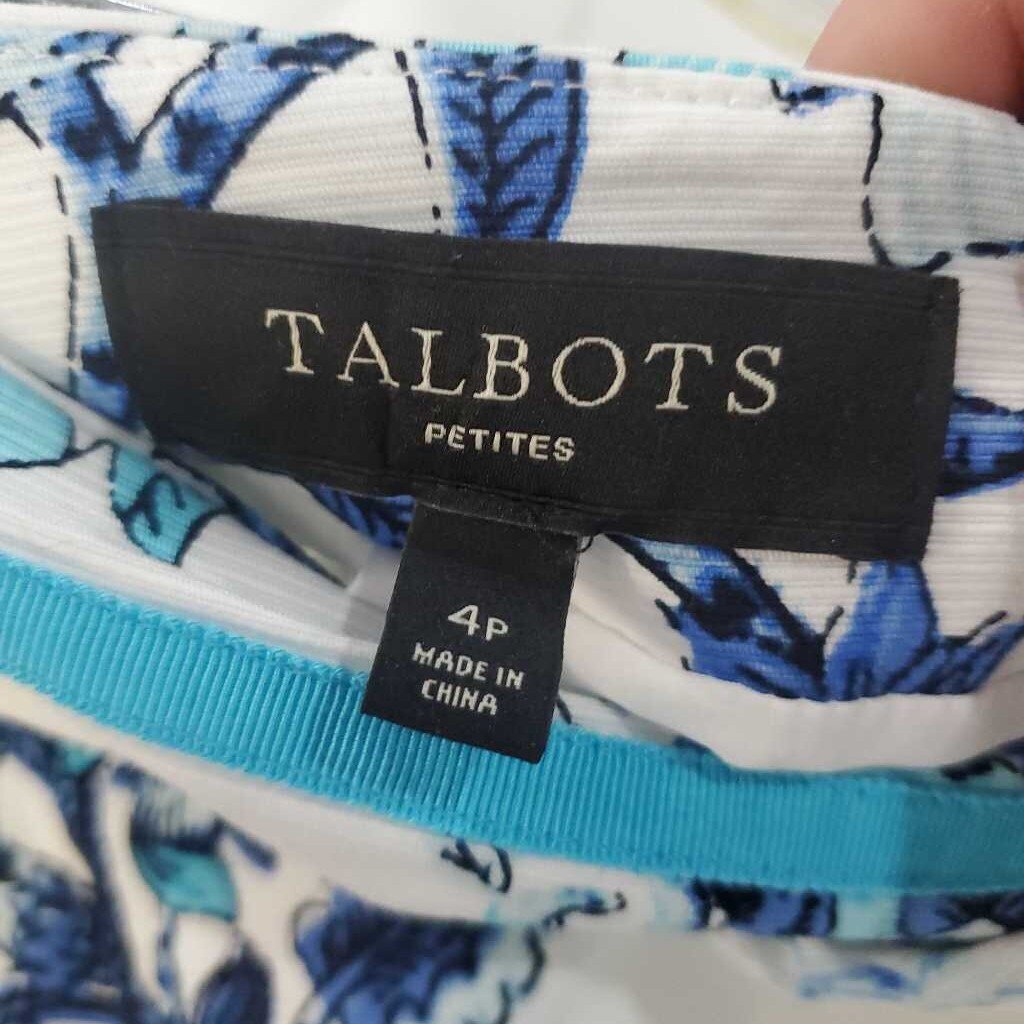 TALBOTS
PETITES
4P
MADE IN
CHINA